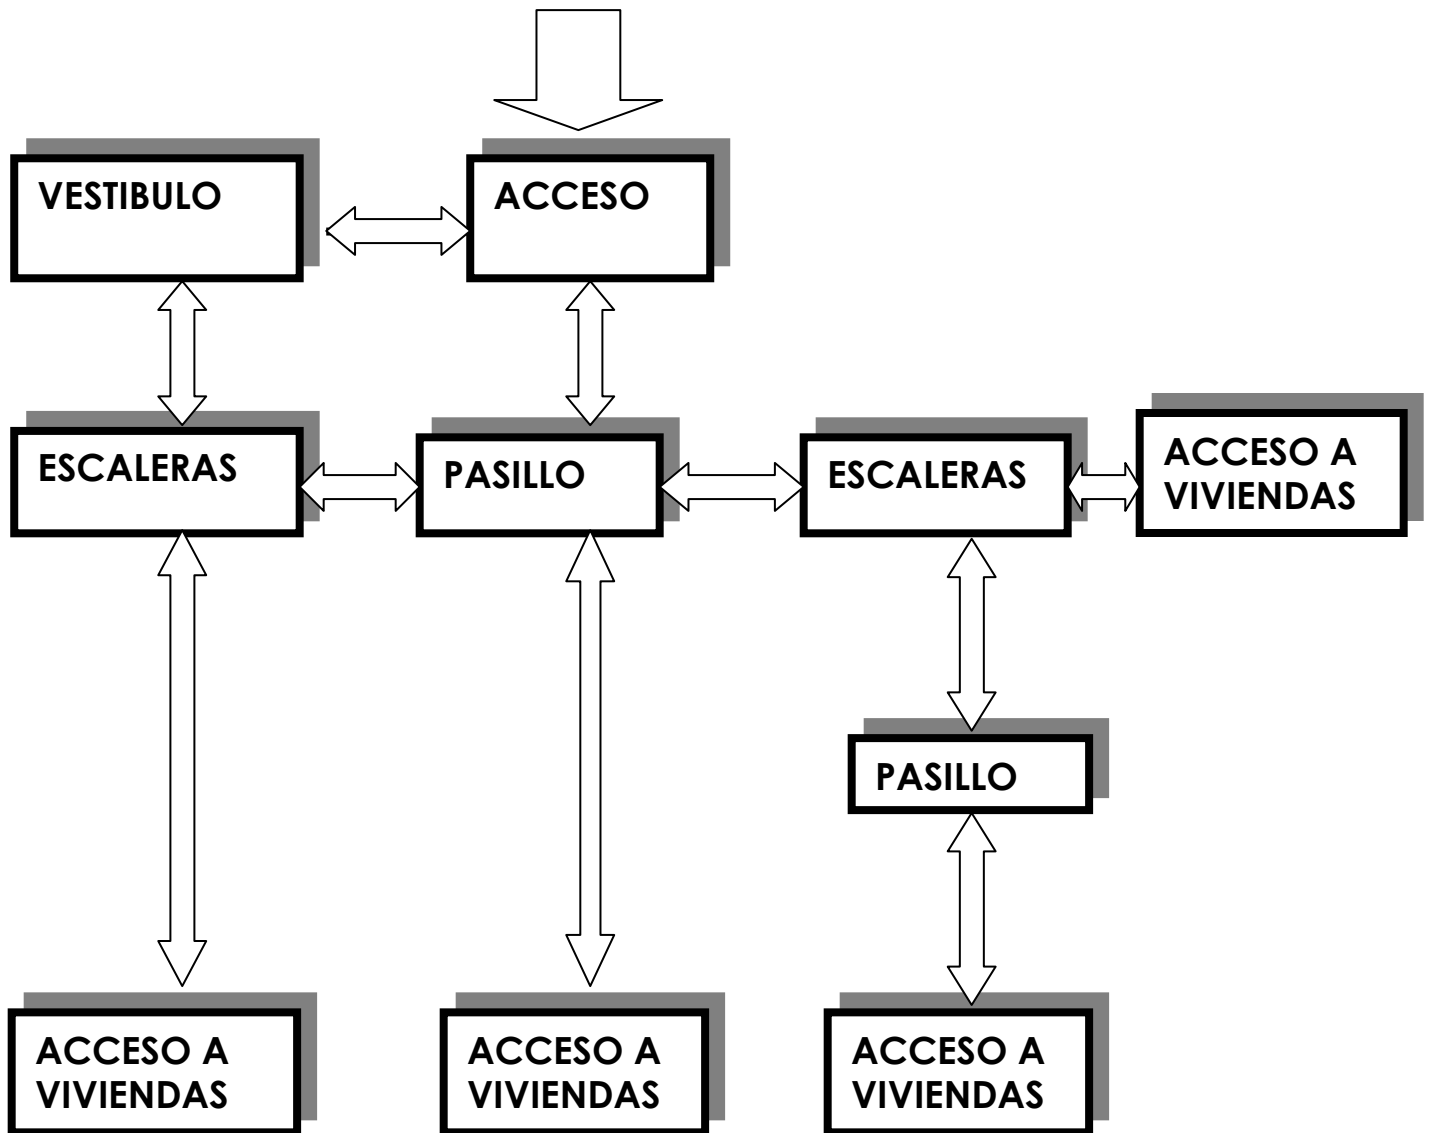 VESTIBULO
ACCESO
ESCALERAS
PASILLO
ESCALERAS
ACCESO A
VIVIENDAS
PASILLO
ACCESO A
VIVIENDAS
ACCESO A
VIVIENDAS
ACCESO A
VIVIENDAS